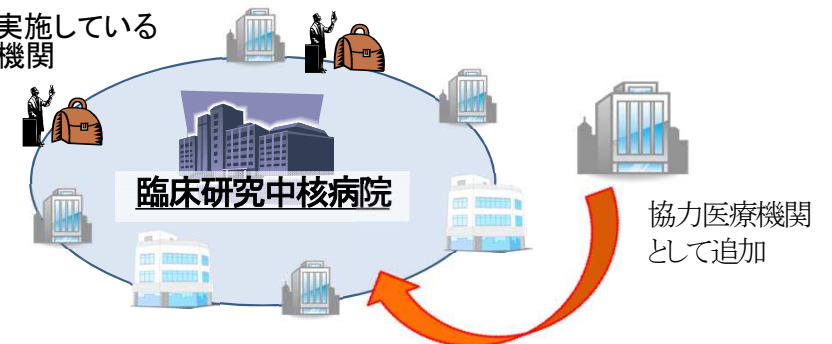 実施している
機関
臨床研究中核病院
協力医療機関
として追加